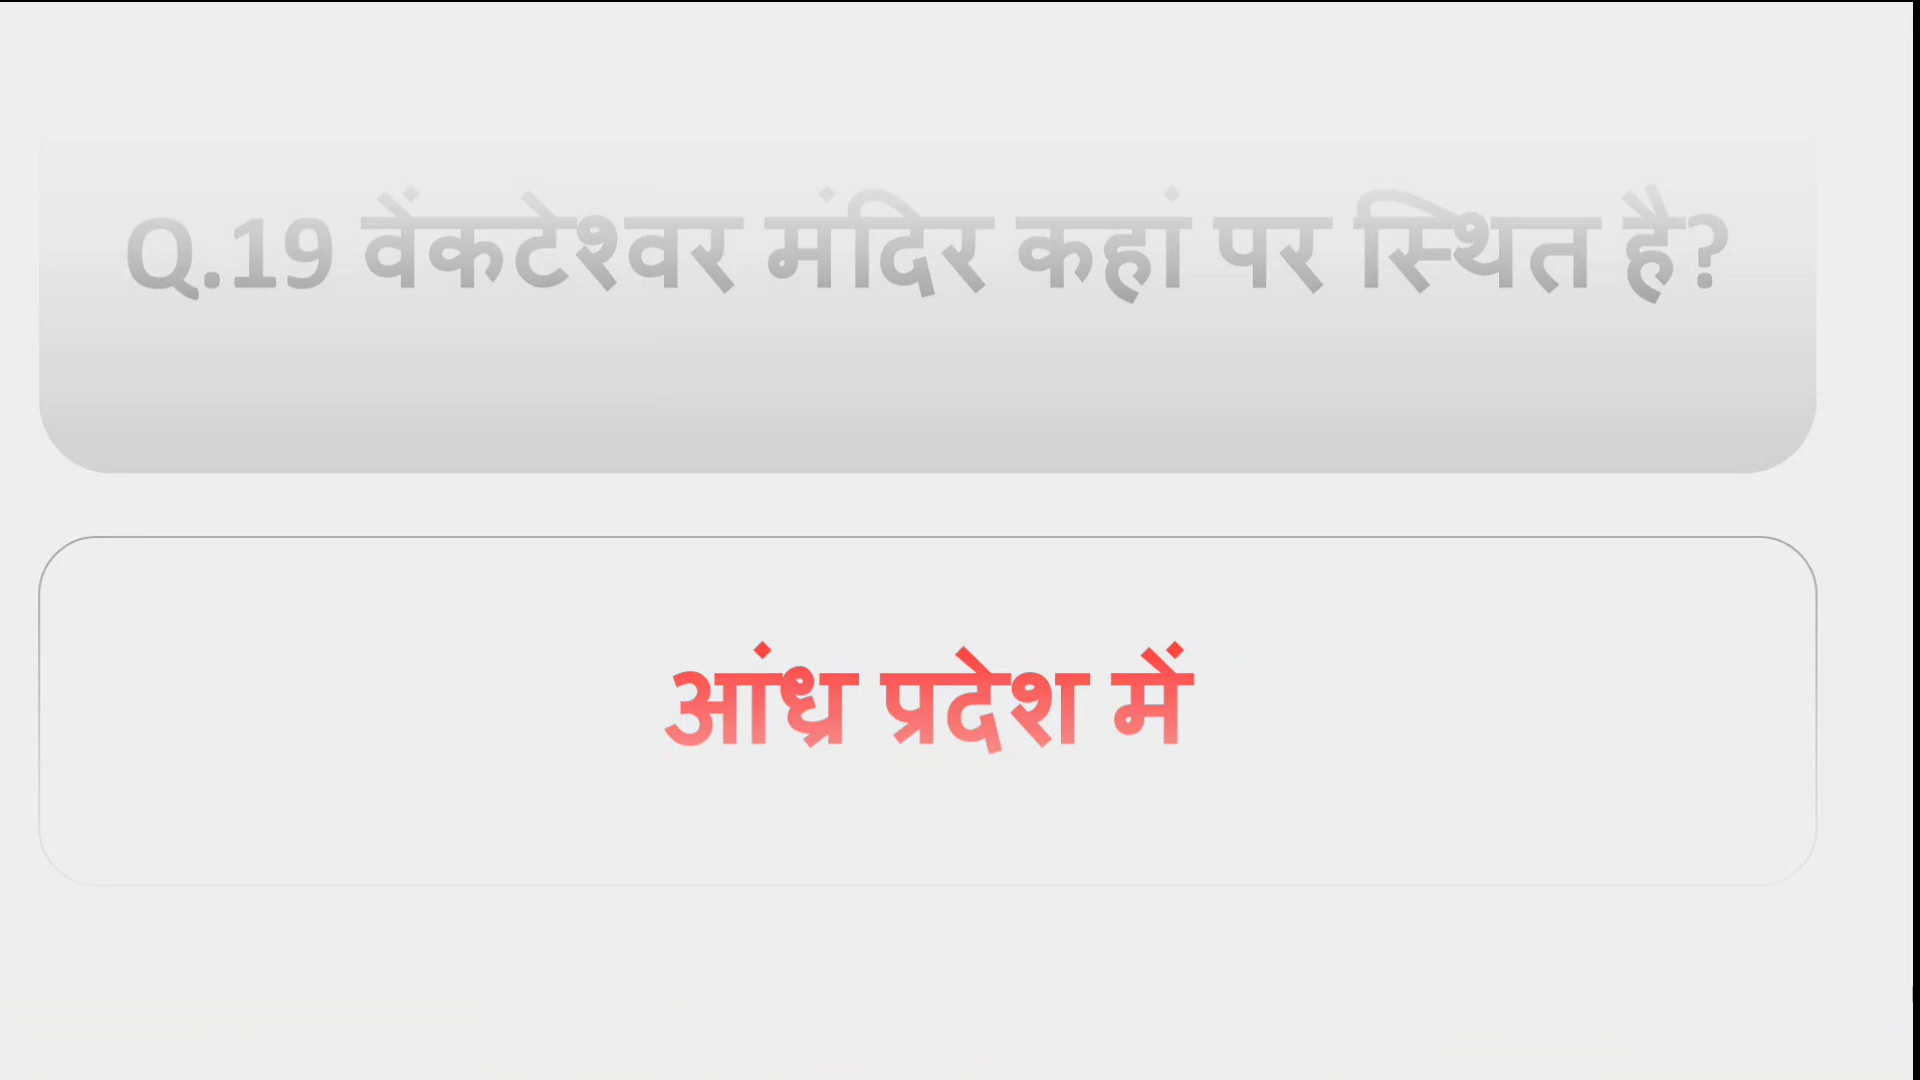 Q.19 वेंकटेश्वर मंदिर कहां पर स्थित है?
आंध्र प्रदेश में